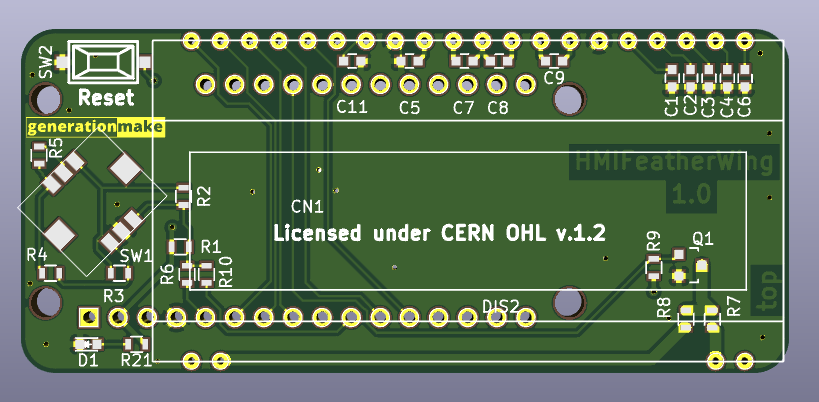 SW2
Reset
C11
C5
C7
C8
C9
C1
C2
C3
C4
C6
generationmake
R5
HMIFeatherWing
1.0
R2
CN1
Licensed under CERN OHL v.1.2
R4
SW1
R1
R6
R10
R9
Q1
R3
DIS2
R8
R7
top
D1
R21